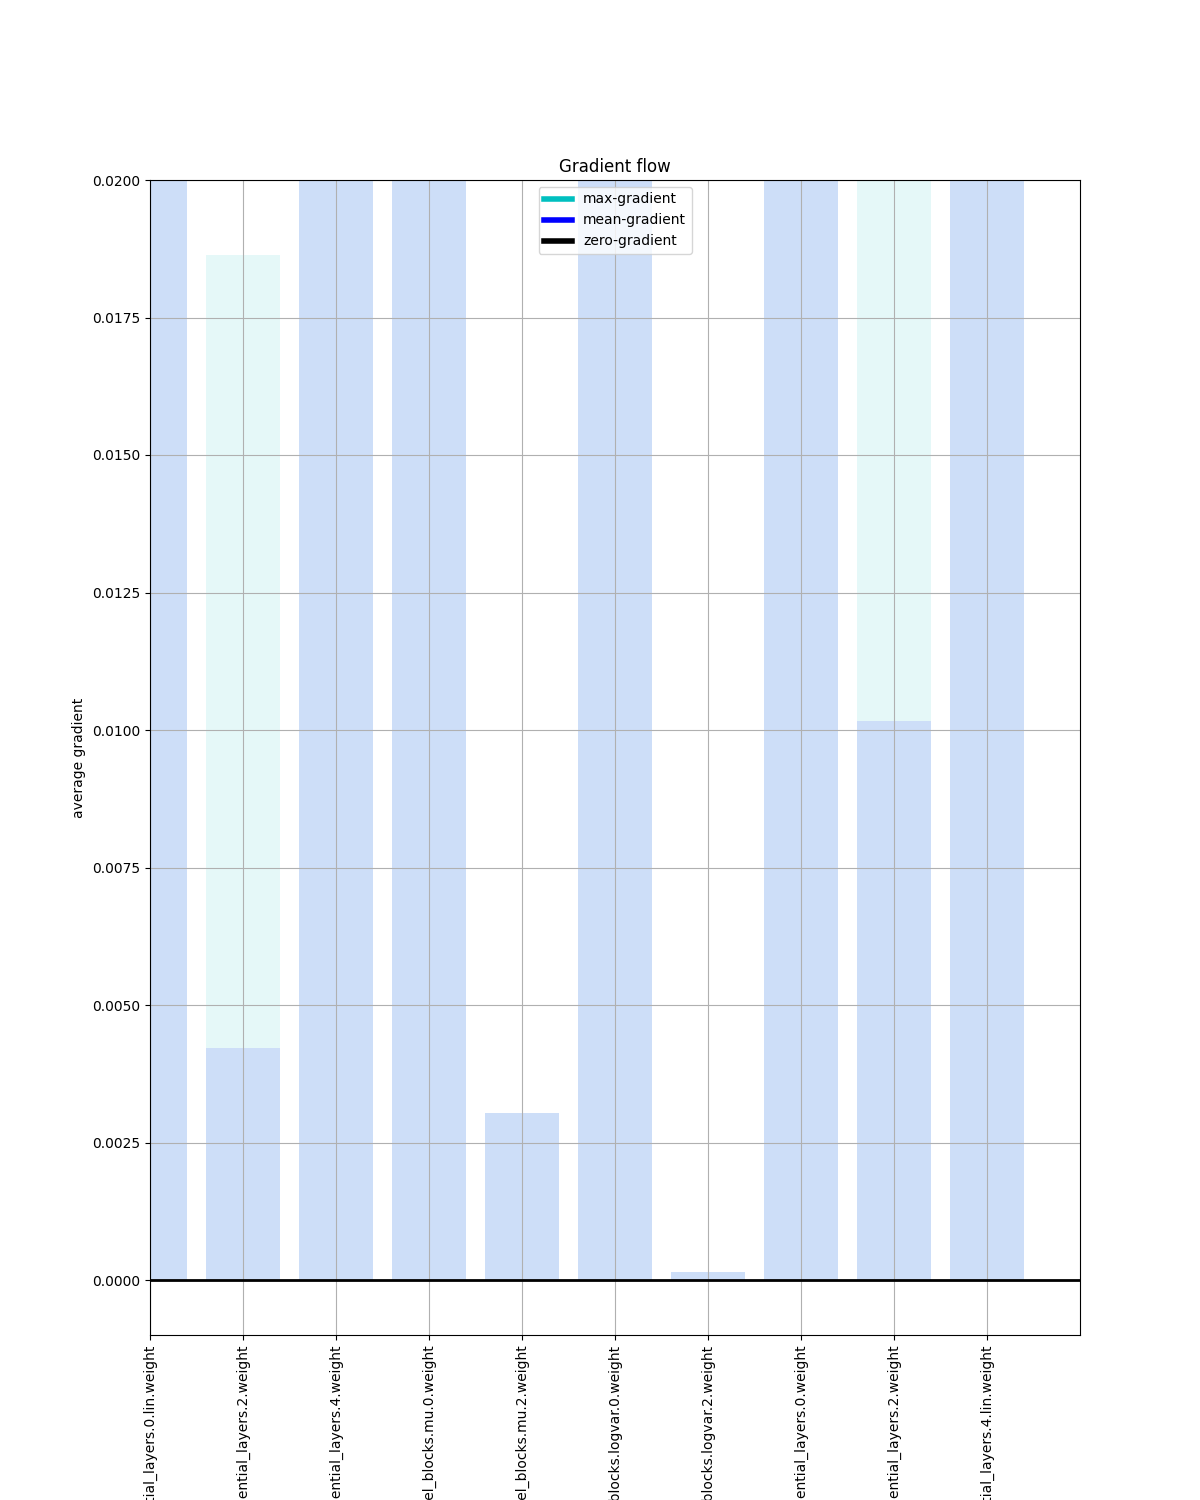 Gradient flow
max-gradient
mean-gradient
zero-gradient
0.0200
0.0175
0.0150
0.0125
0.0100
0.0075
0.0050
0.0025
0.0000
average gradient
tial_layers.0.lin.weight
ential_layers.2.weight
ential_layers.4.weight
el_blocks.mu.0.weight
el_blocks.mu.2.weight
blocks.logvar.0.weight
blocks.logvar.2.weight
ential_layers.0.weight
ential_layers.2.weight
tial_layers.4.lin.weight